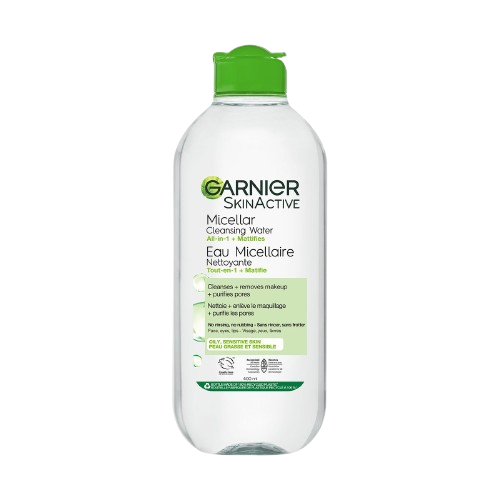 GARNIER
SKINACTIVE
Micellar
Cleansing Water
All-in-1 + Mattifies
Eau Micellaire
Nettoyante
Tout-en-1 + Matifie
Cleanses + removes makeup
+ purifies pores
Nettoie + enlève le maquillage
+ purifie les pores
No rinsing, no rubbing - Sans rincer, sans frotter
Face, eyes, lips - Visage, yeux, lèvres
OILY, SENSITIVE SKIN
PEAU GRASSE ET SENSIBLE
400 ml